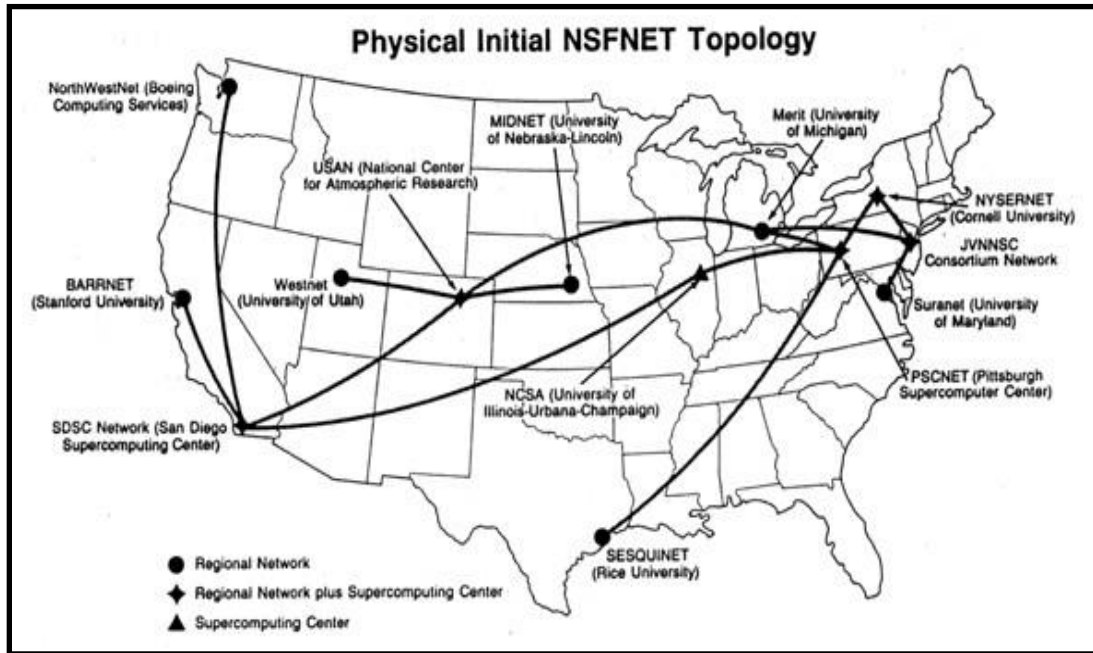 Physical Initial NSFNET Topology
NorthWestNet (Boeing
Computing Services)
MIDNET (University
of Nebraska-Lincoln)
Merit (University
of Michigan)
USAN (National Center
for Atmospheric Research)
NYSERNET
(Cornell University)
JVNNSC
Consortium Network
BARRNET
(Stanford University)
Westnet
(University of Utah)
Suranet (University
of Maryland)
PSCNET (Pittsburgh
Supercomputer Center)
NCSA (University of
Illinois-Urbana-Champaign)
SDSC Network (San Diego
Supercomputing Center)
SESQUINET
(Rice University)
Regional Network
Regional Network plus Supercomputing Center
Supercomputing Center